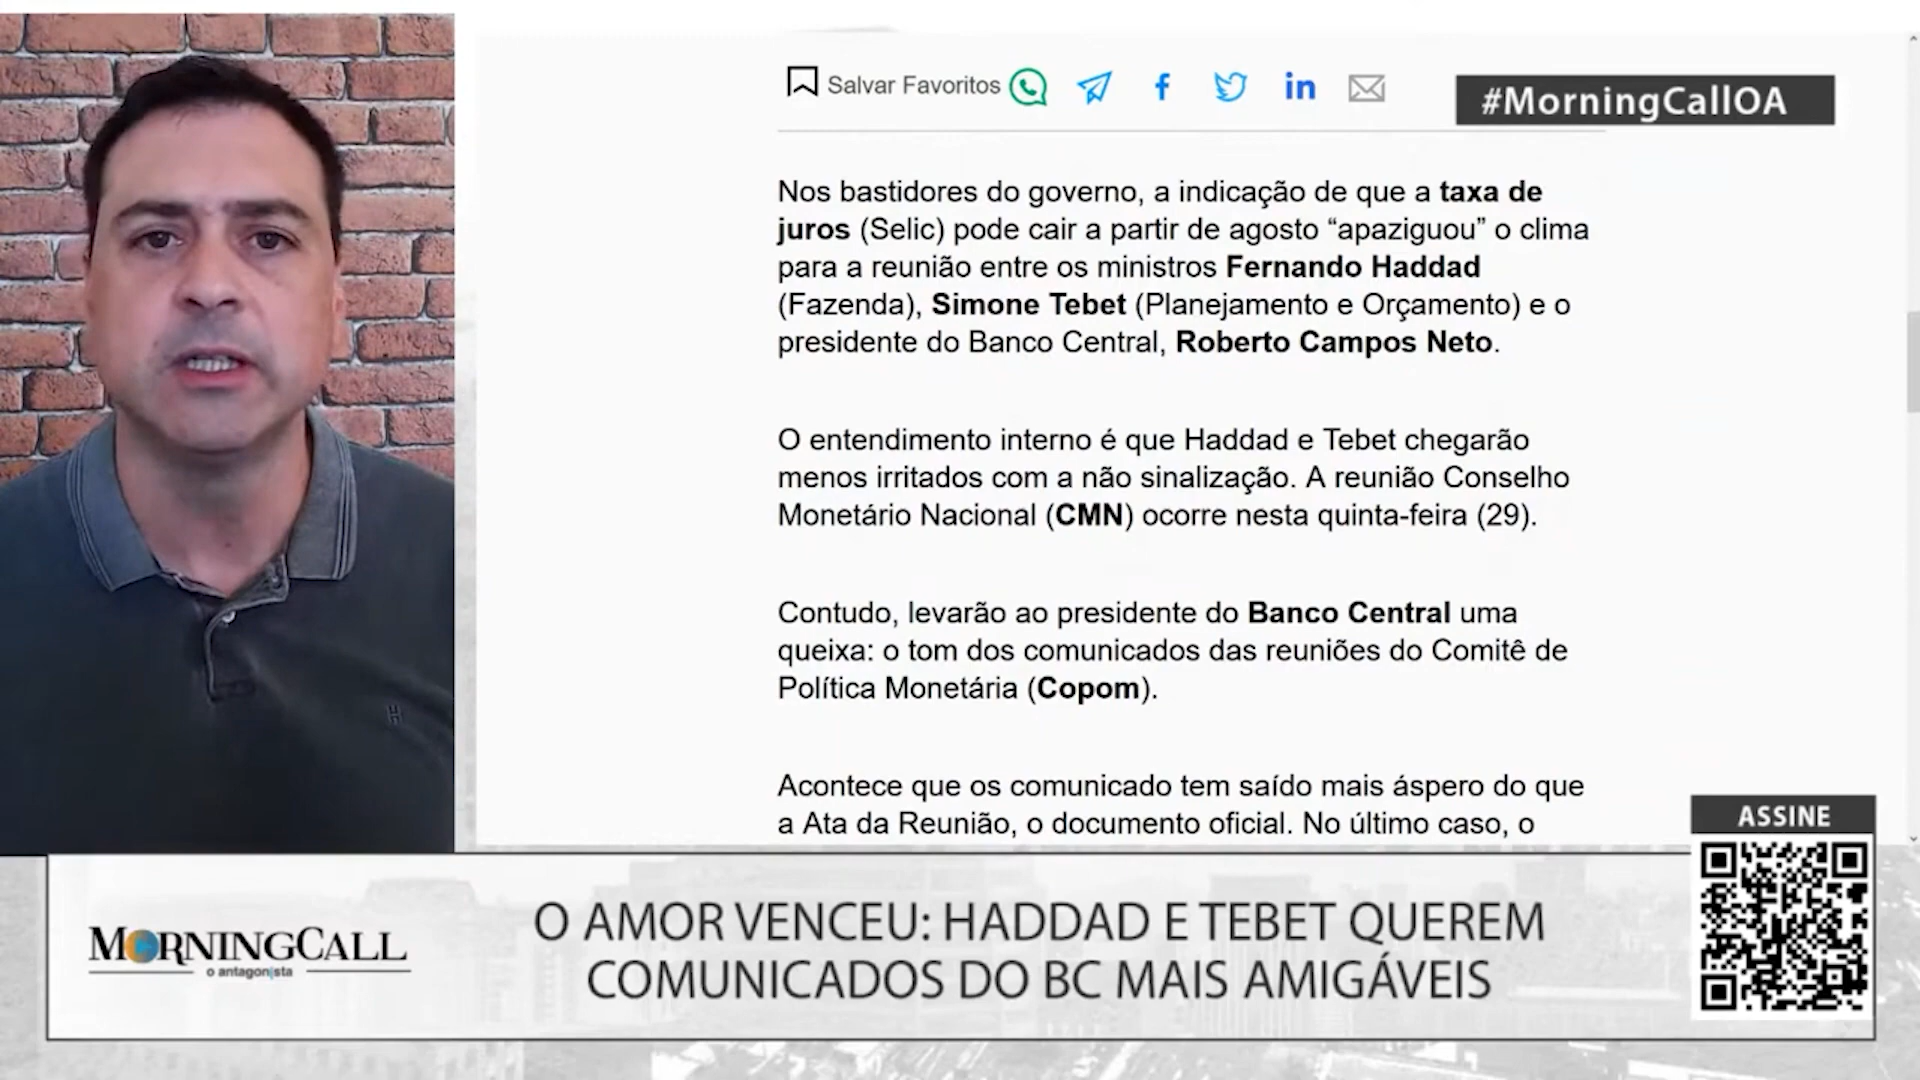 Salvar Favoritos
#MorningCallOA
Nos bastidores do governo, a indicação de que a taxa de
juros (Selic) pode cair a partir de agosto “apaziguou” o clima
para a reunião entre os ministros Fernando Haddad
(Fazenda), Simone Tebet (Planejamento e Orçamento) e o
presidente do Banco Central, Roberto Campos Neto.
O entendimento interno é que Haddad e Tebet chegarão
menos irritados com a não sinalização. A reunião Conselho
Monetário Nacional (CMN) ocorre nesta quinta-feira (29).
Contudo, levarão ao presidente do Banco Central uma
queixa: o tom dos comunicados das reuniões do Comitê de
Política Monetária (Copom).
Acontece que os comunicado tem saído mais áspero do que
a Ata da Reunião, o documento oficial. No último caso, o
ASSINE
MORNINGCALL
o antagonista
O AMOR VENCEU: HADDAD E TEBET QUEREM
COMUNICADOS DO BC MAIS AMIGÁVEIS